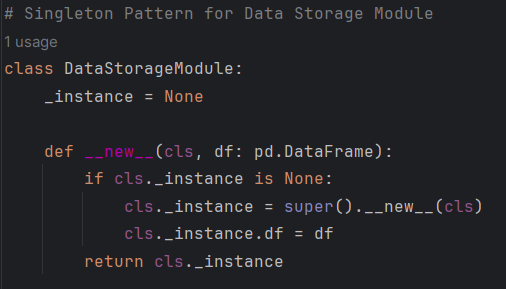 # Singleton Pattern for Data Storage Module
1 usage
class DataStorageModule:
    _instance = None
    def __new__(cls, df: pd.DataFrame):
        if cls._instance is None:
            cls._instance = super().__new__(cls)
            cls._instance.df = df
        return cls._instance